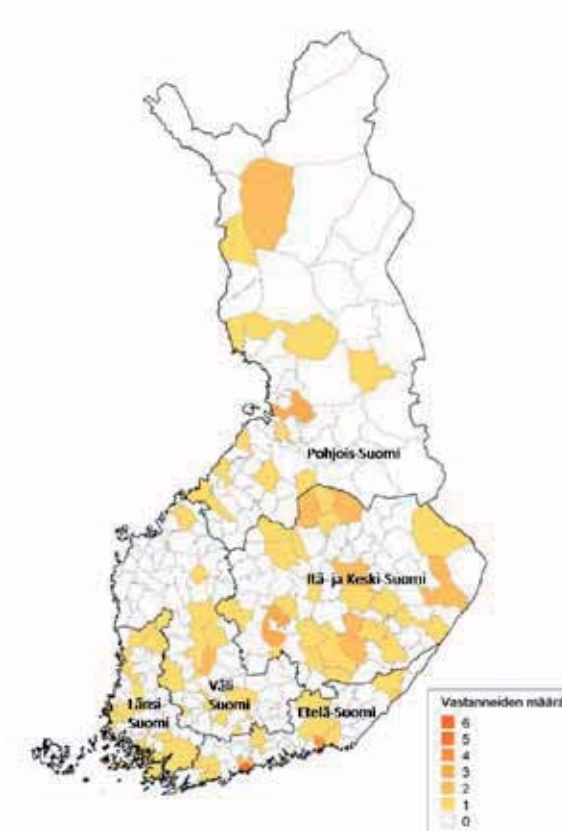 Pohjois-Suomi
Itä- ja Keski-Suomi
Länsi-
Suomi
Väli-
Suomi
Etelä-Suomi
Vastanneiden määrä
6
5
4
3
2
1
0